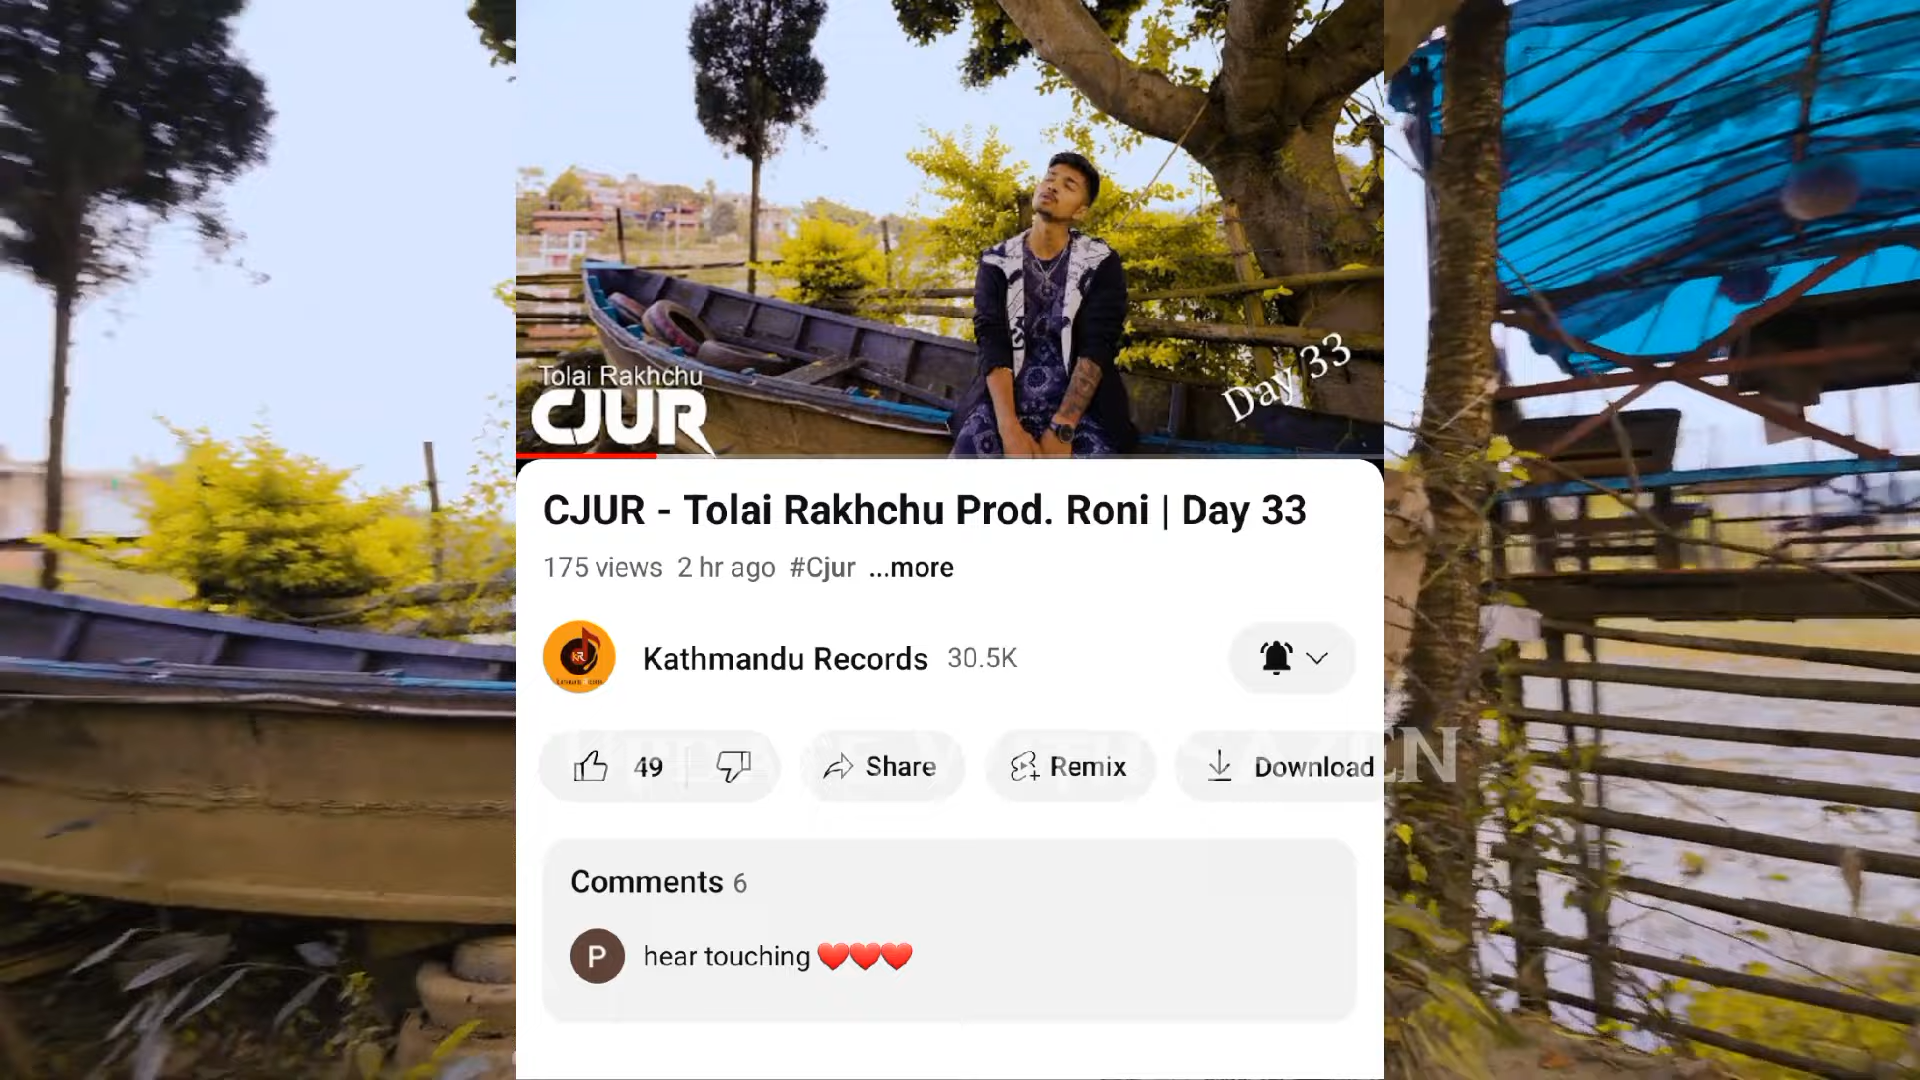 Tolai Rakhchu
CJUR
Day 33
CJUR - Tolai Rakhchu Prod. Roni | Day 33
175 views 2 hr ago #Cjur ...more
Kathmandu Records 30.5K
49 Share Remix Download
Comments 6
P hear touching ❤️❤️❤️